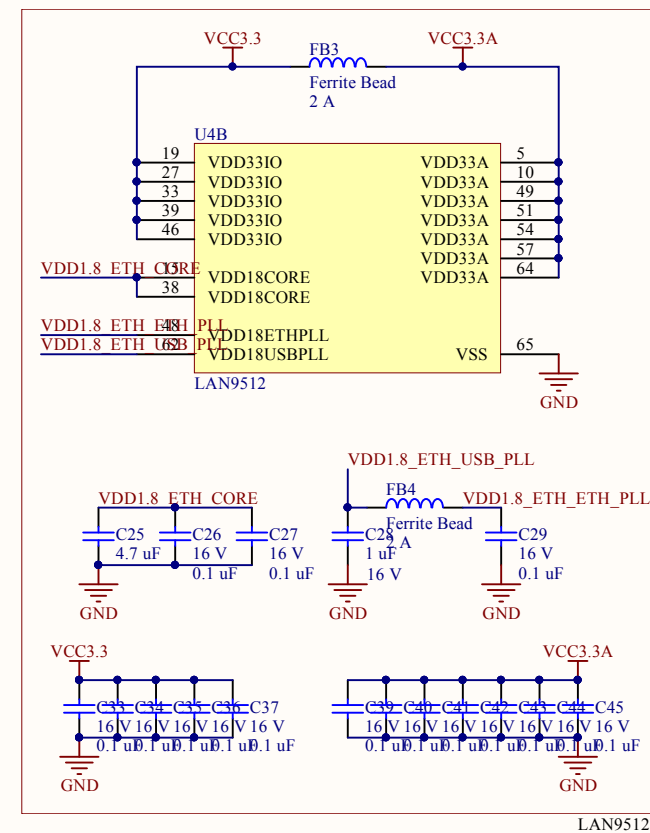 VCC3.3
FB3
VCC3.3A
Ferrite Bead
2 A
U4B
19 VDD33IO
27 VDD33IO
33 VDD33IO
39 VDD33IO
46 VDD33IO
VDD1.8_ETH_CORE
15 VDD18CORE
38 VDD18CORE
VDD1.8_ETH_ETH_PLL
48 VDD18ETHPLL
VDD1.8_ETH_USB_PLL
62 VDD18USBPLL
VDD33A 5
VDD33A 10
VDD33A 49
VDD33A 51
VDD33A 54
VDD33A 57
VDD33A 64
VSS 65
LAN9512
GND
VDD1.8_ETH_CORE
C25
4.7 uF
C26
16 V
0.1 uF
C27
16 V
0.1 uF
GND
VDD1.8_ETH_USB_PLL
FB4
Ferrite Bead
2 A
VDD1.8_ETH_ETH_PLL
C28
1 uF
16 V
GND
C29
16 V
0.1 uF
GND
VCC3.3
C33 C34 C35 C36 C37
16 V 16 V 16 V 16 V 16 V
0.1 uF 0.1 uF 0.1 uF 0.1 uF 0.1 uF
GND
VCC3.3A
C39 C40 C41 C42 C43 C44 C45
16 V 16 V 16 V 16 V 16 V 16 V 16 V
0.1 uF 0.1 uF 0.1 uF 0.1 uF 0.1 uF 0.1 uF 0.1 uF
GND
LAN9512